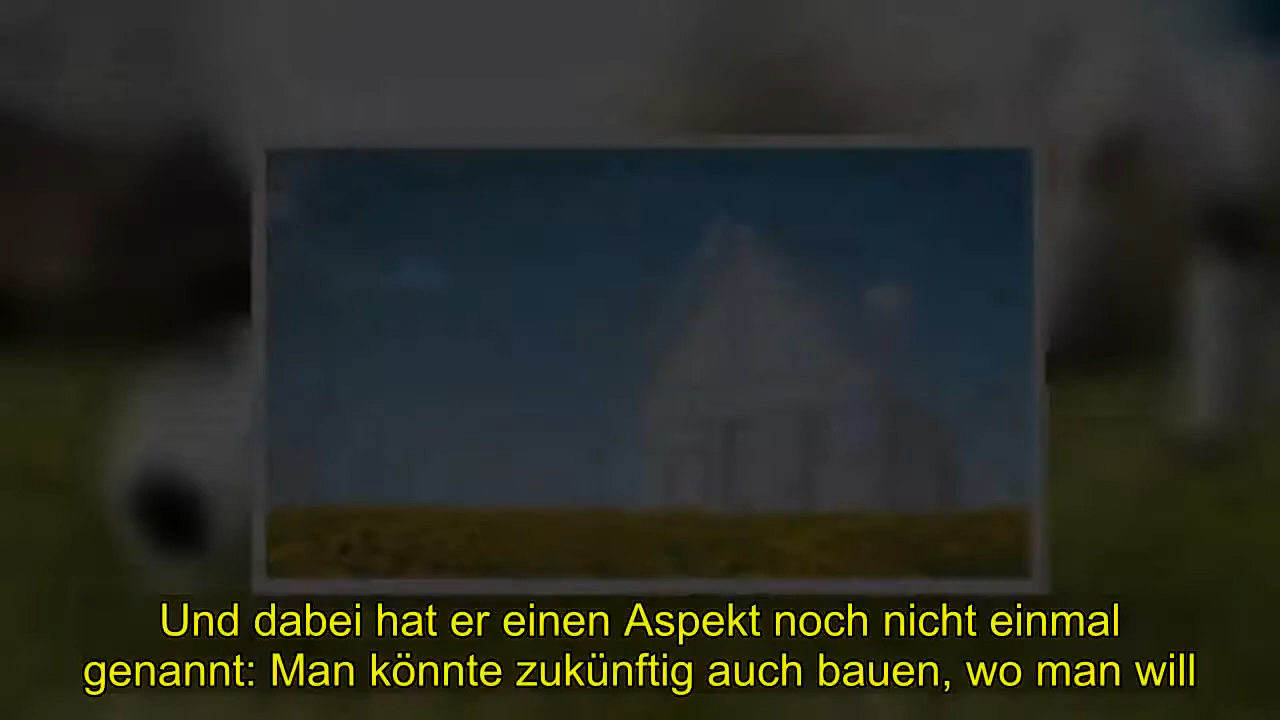 Und dabei hat er einen Aspekt noch nicht einmal
genannt: Man könnte zukünftig auch bauen, wo man will